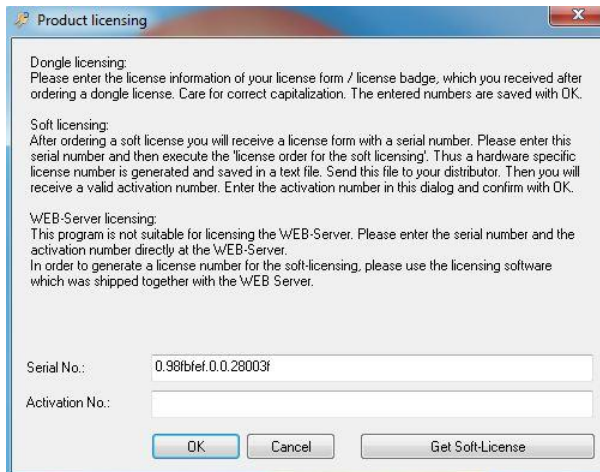 Product licensing
Dongle licensing:
Please enter the license information of your license form / license badge, which you received after
ordering a dongle license. Care for correct capitalization. The entered numbers are saved with OK.
Soft licensing:
After ordering a soft license you will receive a license form with a serial number. Please enter this
serial number and then execute the 'license order for the soft licensing'. Thus a hardware specific
license number is generated and saved in a text file. Send this file to your distributor. Then you will
receive a valid activation number. Enter the activation number in this dialog and confirm with OK.
WEB-Server licensing:
This program is not suitable for licensing the WEB-Server. Please enter the serial number and the
activation number directly at the WEB-Server.
In order to generate a license number for the soft-licensing, please use the licensing software
which was shipped together with the WEB Server.
Serial No.: 0.98fbfef.0.0.28003f
Activation No.:
OK Cancel Get Soft-License